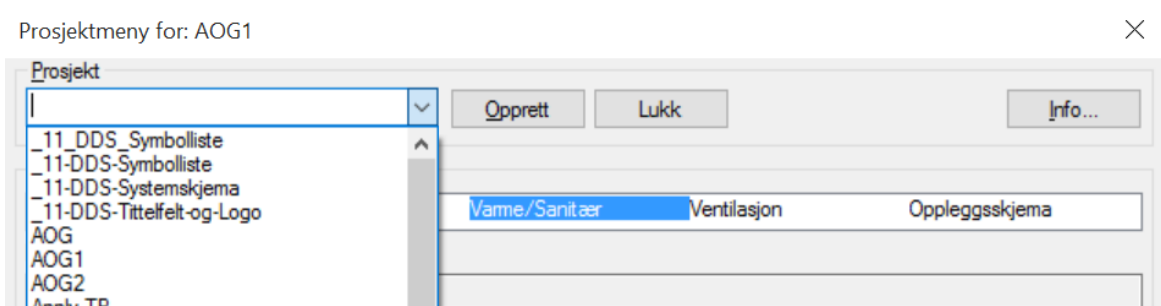 Prosjektmeny for: AOG1
Prosjekt
Opprett Lukk Info...
_11_DDS_Symbolliste
_11-DDS-Symbolliste
_11-DDS-Systemskjema
_11-DDS-Tittelfelt-og-Logo
Varme/Sanitær Ventilasjon Oppleggsskjema
AOG
AOG1
AOG2